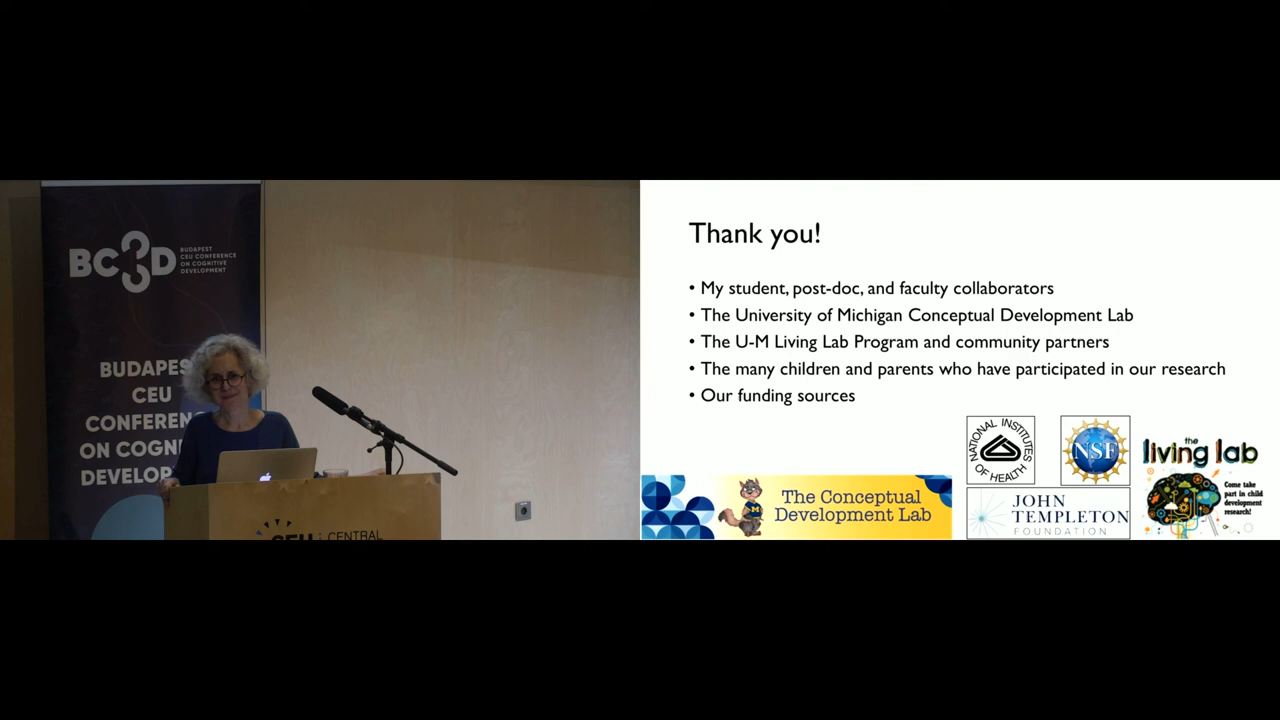 BC3D
BUDAPEST
CEU CONFERENCE
ON COGNITIVE
DEVELOPMENT
BUDAPES
CEU
CONFEREN
ON COGNI
DEVELOP
CEU
CENTRAL
Thank you!
• My student, post-doc, and faculty collaborators
• The University of Michigan Conceptual Development Lab
• The U-M Living Lab Program and community partners
• The many children and parents who have participated in our research
• Our funding sources
NATIONAL INSTITUTES
OF HEALTH
NSF
the
living lab
Come take
part in child
development
research!
M
The Conceptual
Development Lab
JOHN
TEMPLETON
FOUNDATION